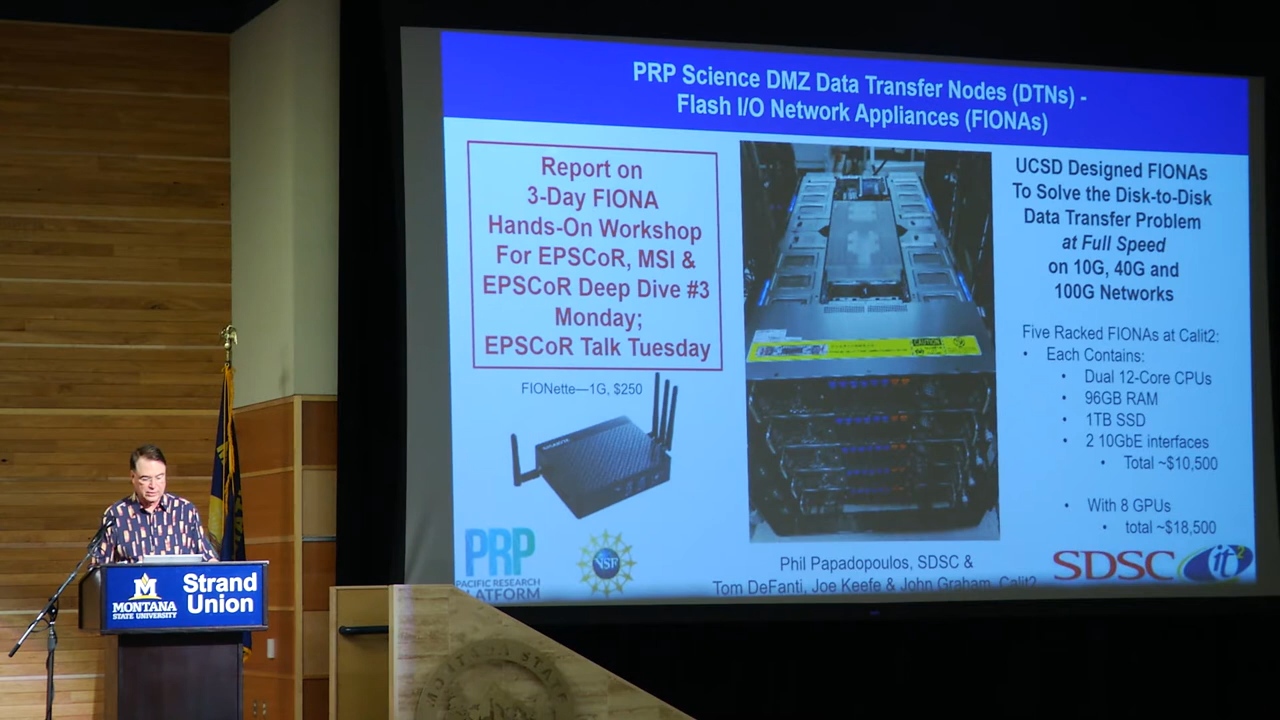 PRP Science DMZ Data Transfer Nodes (DTNs) -
Flash I/O Network Appliances (FIONAs)
Report on
3-Day FIONA
Hands-On Workshop
For EPSCoR, MSI &
EPSCoR Deep Dive #3
Monday;
EPSCoR Talk Tuesday
FIONette—1G, $250
PRP
PACIFIC RESEARCH
PLATFORM
NSF
CAUTION
Phil Papadopoulos, SDSC &
Tom DeFanti, Joe Keefe & John Graham, Calit2
UCSD Designed FIONAs
To Solve the Disk-to-Disk
Data Transfer Problem
at Full Speed
on 10G, 40G and
100G Networks
Five Racked FIONAs at Calit2:
• Each Contains:
• Dual 12-Core CPUs
• 96GB RAM
• 1TB SSD
• 2 10GbE interfaces
• Total ~$10,500
• With 8 GPUs
• total ~$18,500
SDSC
it2
M
MONTANA
STATE UNIVERSITY
Strand
Union
MONTANA STATE